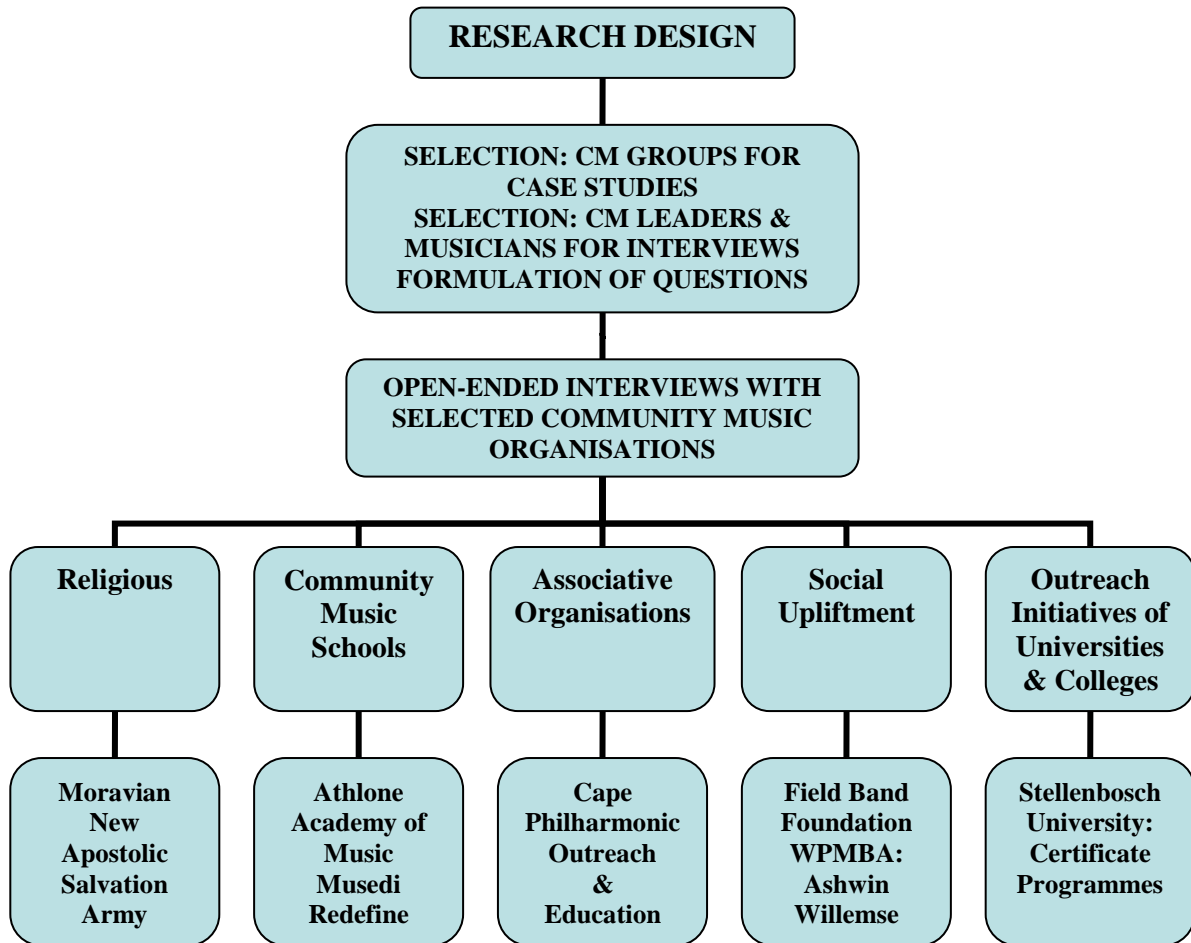 RESEARCH DESIGN
SELECTION: CM GROUPS FOR
CASE STUDIES
SELECTION: CM LEADERS &
MUSICIANS FOR INTERVIEWS
FORMULATION OF QUESTIONS
OPEN-ENDED INTERVIEWS WITH
SELECTED COMMUNITY MUSIC
ORGANISATIONS
Religious
Community
Music
Schools
Associative
Organisations
Social
Upliftment
Outreach
Initiatives of
Universities
& Colleges
Moravian
New
Apostolic
Salvation
Army
Athlone
Academy of
Music
Musedi
Redefine
Cape
Philharmonic
Outreach
&
Education
Field Band
Foundation
WPMBA:
Ashwin
Willemse
Stellenbosch
University:
Certificate
Programmes